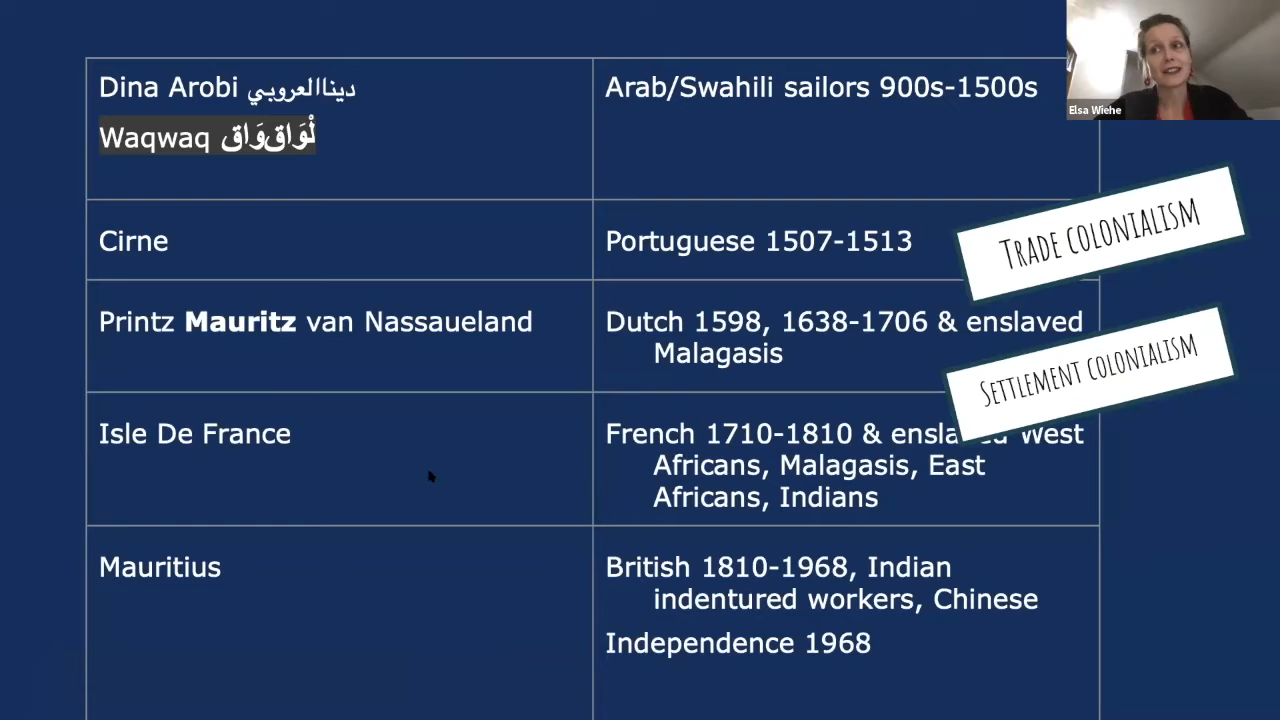 Dina Arobi ديناالعروبي
Waqwaq لْوَاق‌وَاق
Arab/Swahili sailors 900s-1500s
Elsa Wiehe
Cirne
Portuguese 1507-1513
TRADE COLONIALISM
Printz Mauritz van Nassaueland
Dutch 1598, 1638-1706 & enslaved
Malagasis
SETTLEMENT COLONIALISM
Isle De France
French 1710-1810 & enslaved West
Africans, Malagasis, East
Africans, Indians
Mauritius
British 1810-1968, Indian
indentured workers, Chinese
Independence 1968